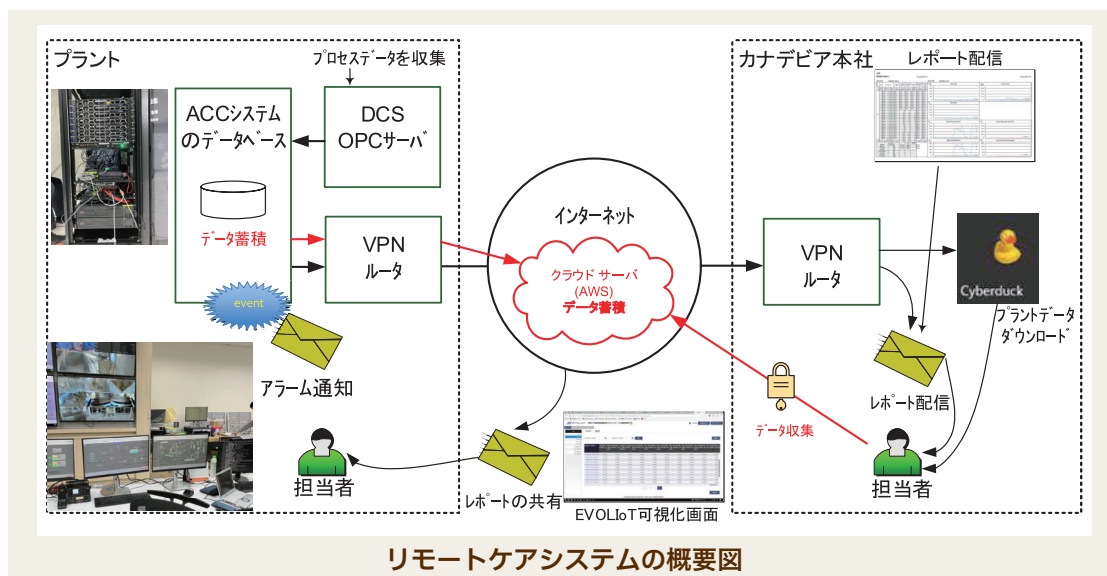 プラント
プロセスデータを収集
ACCシステム
のデータベース
DCS
OPCサーバ
データ蓄積
VPN
ルータ
event
アラーム通知
担当者
インターネット
クラウド サーバ
(AWS)
データ蓄積
レポートの共有
EVOLIoT可視化画面
カナデビア本社
レポート配信
VPN
ルータ
Cyberduck
プラントデータ
ダウンロード
レポート配信
データ収集
担当者
リモートケアシステムの概要図